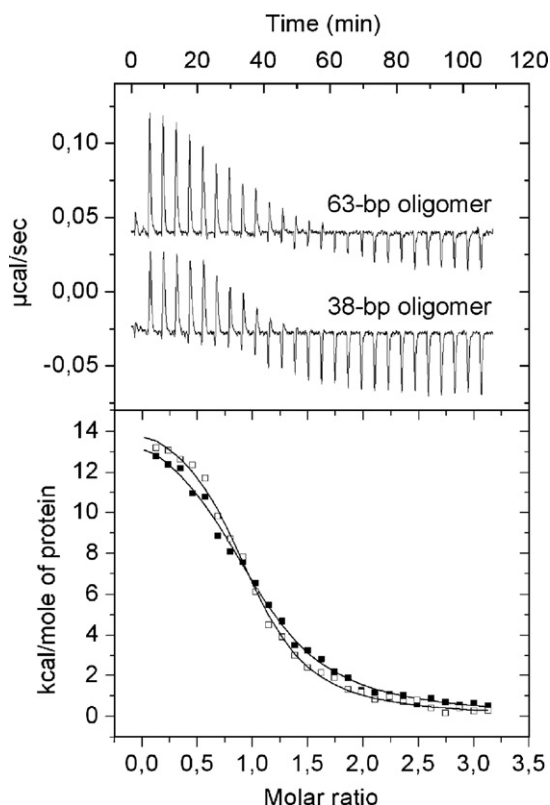 Time (min)
0 20 40 60 80 100 120
0,10
0,05
0,00
-0,05
µcal/sec
63-bp oligomer
38-bp oligomer
14
12
10
8
6
4
2
0
kcal/mole of protein
0,0 0,5 1,0 1,5 2,0 2,5 3,0 3,5
Molar ratio